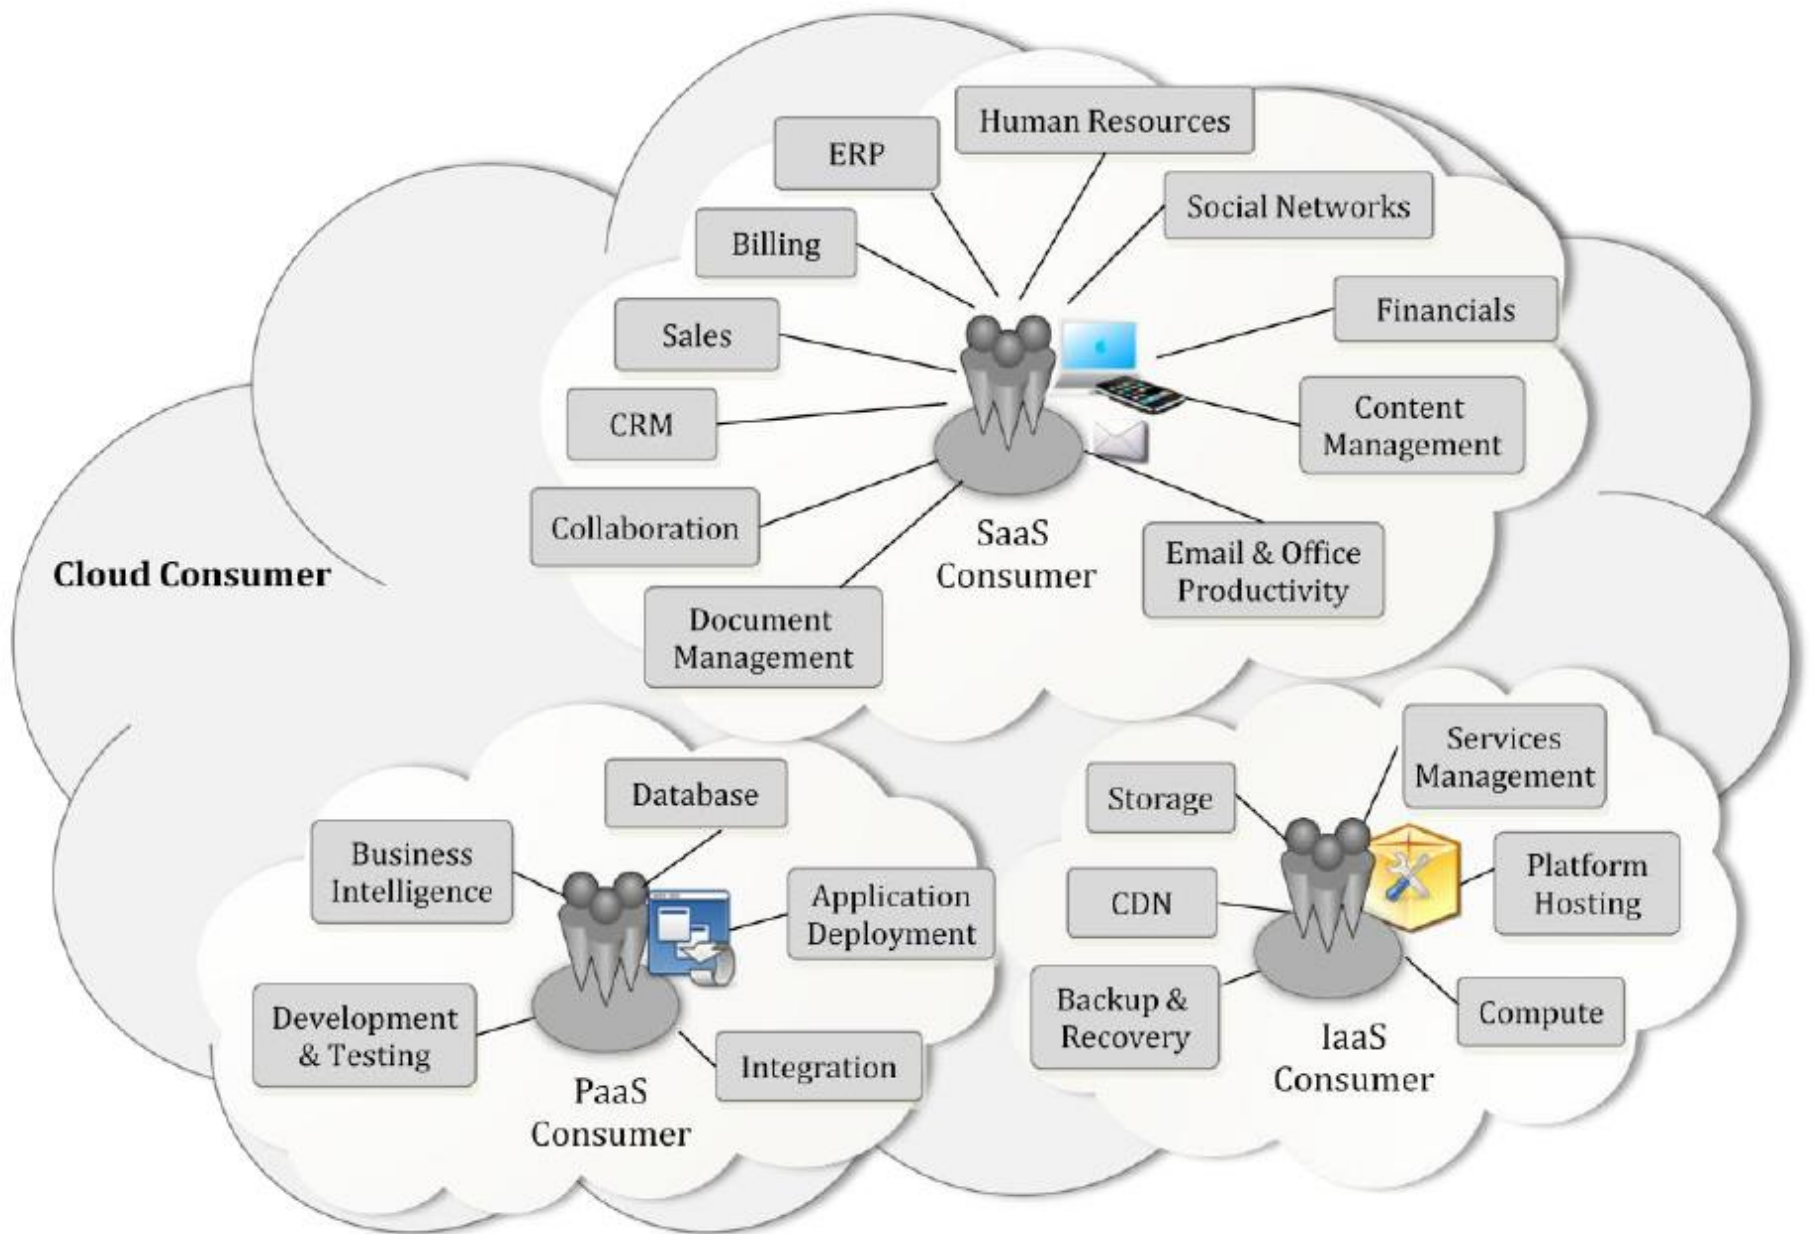 Human Resources
ERP
Social Networks
Billing
Financials
Sales
Content
Management
CRM
Collaboration
SaaS
Consumer
Email & Office
Productivity
Cloud Consumer
Document
Management
Services
Management
Database
Storage
Business
Intelligence
Application
Deployment
Platform
Hosting
CDN
Development
& Testing
Backup &
Recovery
Compute
Integration
IaaS
Consumer
PaaS
Consumer